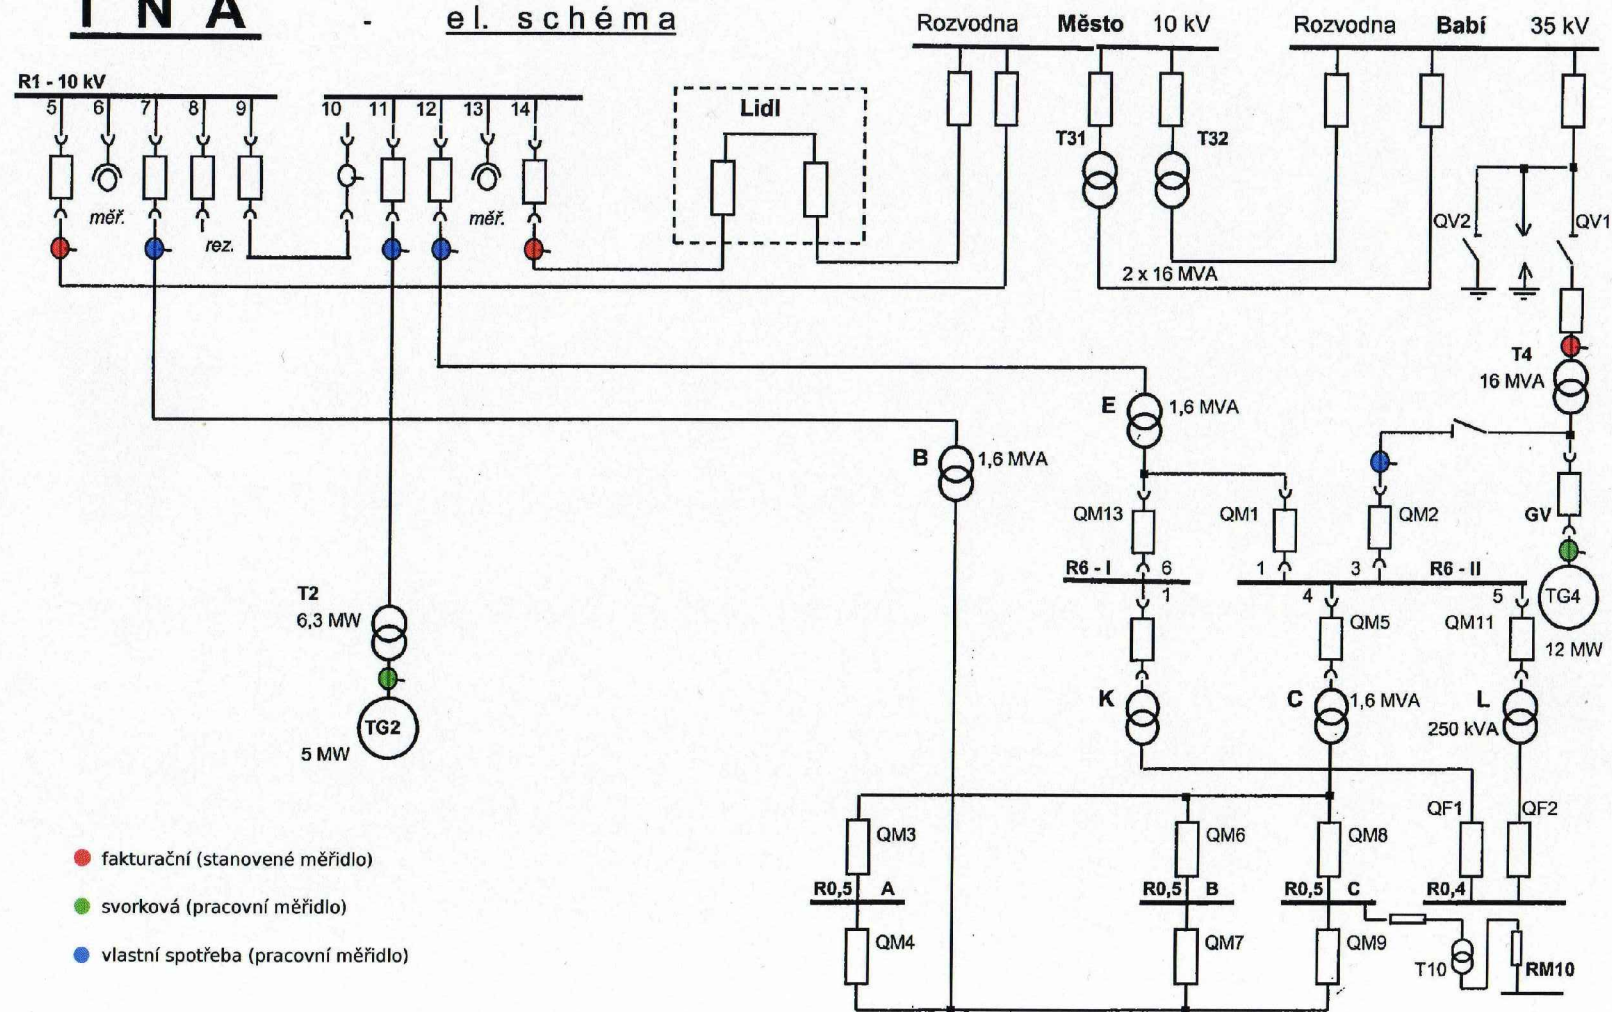 T N A - el. schéma
Rozvodna Město 10 kV
Rozvodna Babí 35 kV
R1 - 10 kV
5 6 7 8 9
10 11 12 13 14
Lidl
T31
T32
měř.
rez.
měř.
QV2
QV1
2 x 16 MVA
T4
16 MVA
E 1,6 MVA
B 1,6 MVA
QM13
QM1
QM2
GV
R6 - I 6
1 3 R6 - II
1
4
5
TG4
QM5
QM11
12 MW
T2
6,3 MW
K
C 1,6 MVA
L
250 kVA
TG2
5 MW
QF1
QF2
QM3
QM6
QM8
fakturační (stanovené měřidlo)
R0,5 A
R0,5 B
R0,5 C
R0,4
svorková (pracovní měřidlo)
QM4
QM7
QM9
vlastní spotřeba (pracovní měřidlo)
T10
RM10